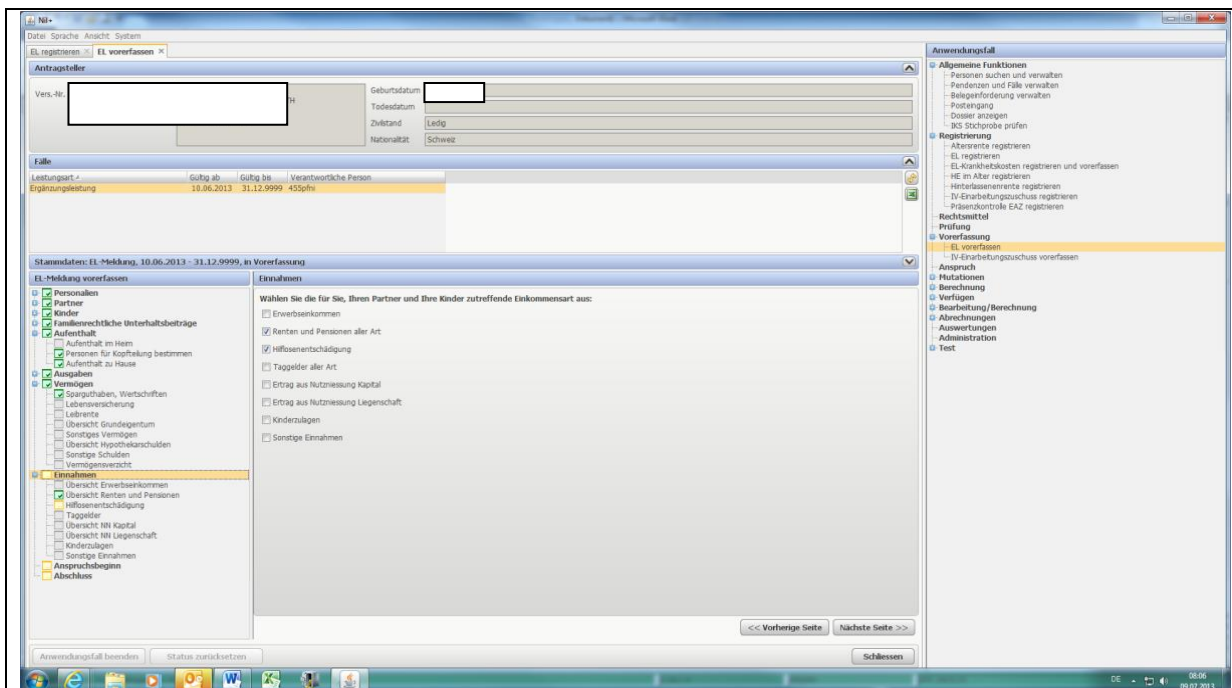 Nil+
Datei Sprache Ansicht System
EL registrieren EL vorerfassen
Antragsteller
Vers.-Nr. TH
Geburtsdatum
Todesdatum
Zivilstand Ledig
Nationalität Schweiz
Fälle
Leistungsart Gültig ab Gültig bis Verantwortliche Person
Ergänzungsleistung 10.06.2013 31.12.9999 455pfni
Stammdaten: EL-Meldung, 10.06.2013 - 31.12.9999, in Vorerfassung
EL-Meldung vorerfassen
Personalien
Partner
Kinder
Familienrechtliche Unterhaltsbeiträge
Aufenthalt
Aufenthalt im Heim
Personen für Kopfteilung bestimmen
Aufenthalt zu Hause
Ausgaben
Vermögen
Sparguthaben, Wertschriften
Lebensversicherung
Leibrente
Übersicht Grundeigentum
Sonstiges Vermögen
Übersicht Hypothekarschulden
Sonstige Schulden
Vermögensverzicht
Einnahmen
Übersicht Erwerbseinkommen
Übersicht Renten und Pensionen
Hilflosenentschädigung
Taggelder
Übersicht NN Kapital
Übersicht NN Liegenschaft
Kinderzulagen
Sonstige Einnahmen
Anspruchsbeginn
Abschluss
Einnahmen
Wählen Sie die für Sie, Ihren Partner und Ihre Kinder zutreffende Einkommensart aus:
Erwerbseinkommen
Renten und Pensionen aller Art
Hilflosenentschädigung
Taggelder aller Art
Ertrag aus Nutzniessung Kapital
Ertrag aus Nutzniessung Liegenschaft
Kinderzulagen
Sonstige Einnahmen
<< Vorherige Seite Nächste Seite >>
Anwendungsfall beenden Status zurücksetzen Schliessen
Anwendungsfall
Allgemeine Funktionen
Personen suchen und verwalten
Pendenzen und Fälle verwalten
Belegeinforderung verwalten
Posteingang
Dossier anzeigen
IKS Stichprobe prüfen
Registrierung
Altersrente registrieren
EL registrieren
EL-Krankheitskosten registrieren und vorerfassen
HE im Alter registrieren
Hinterlassenenrente registrieren
IV-Einarbeitungszuschuss registrieren
Präsenzkontrolle EAZ registrieren
Rechtsmittel
Prüfung
Vorerfassung
EL vorerfassen
IV-Einarbeitungszuschuss vorerfassen
Anspruch
Mutationen
Berechnung
Verfügen
Bearbeitung/Berechnung
Abrechnungen
Auswertungen
Administration
Test
DE 08:06
09.07.2013